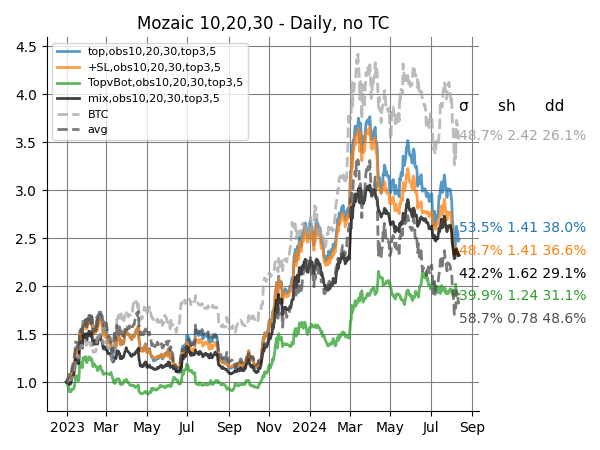 Mozaic 10,20,30 - Daily, no TC
4.5
4.0
3.5
3.0
2.5
2.0
1.5
1.0
top,obs10,20,30,top3,5
+SL,obs10,20,30,top3,5
TopvBot,obs10,20,30,top3,5
mix,obs10,20,30,top3,5
BTC
avg
σ sh dd
48.7% 2.42 26.1%
53.5% 1.41 38.0%
48.7% 1.41 36.6%
42.2% 1.62 29.1%
39.9% 1.24 31.1%
58.7% 0.78 48.6%
2023 Mar May Jul Sep Nov 2024 Mar May Jul Sep